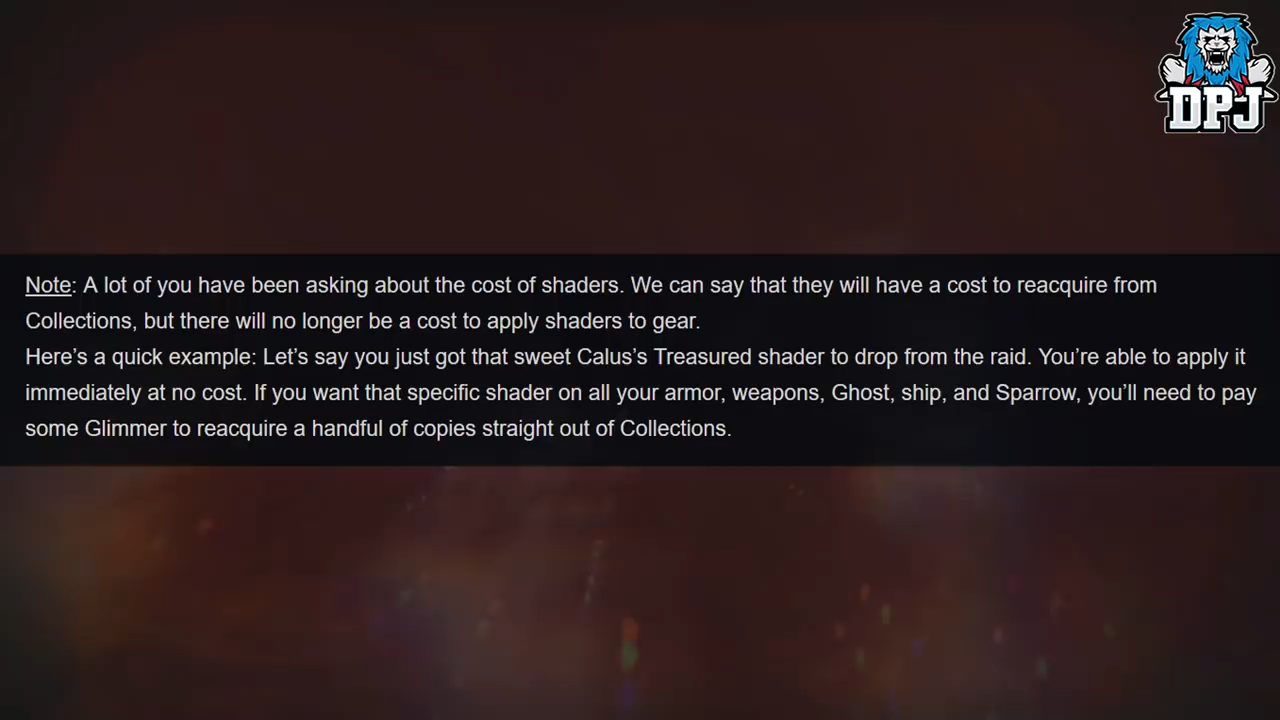 DPJ
Note: A lot of you have been asking about the cost of shaders. We can say that they will have a cost to reacquire from
Collections, but there will no longer be a cost to apply shaders to gear.
Here’s a quick example: Let’s say you just got that sweet Calus’s Treasured shader to drop from the raid. You’re able to apply it
immediately at no cost. If you want that specific shader on all your armor, weapons, Ghost, ship, and Sparrow, you’ll need to pay
some Glimmer to reacquire a handful of copies straight out of Collections.